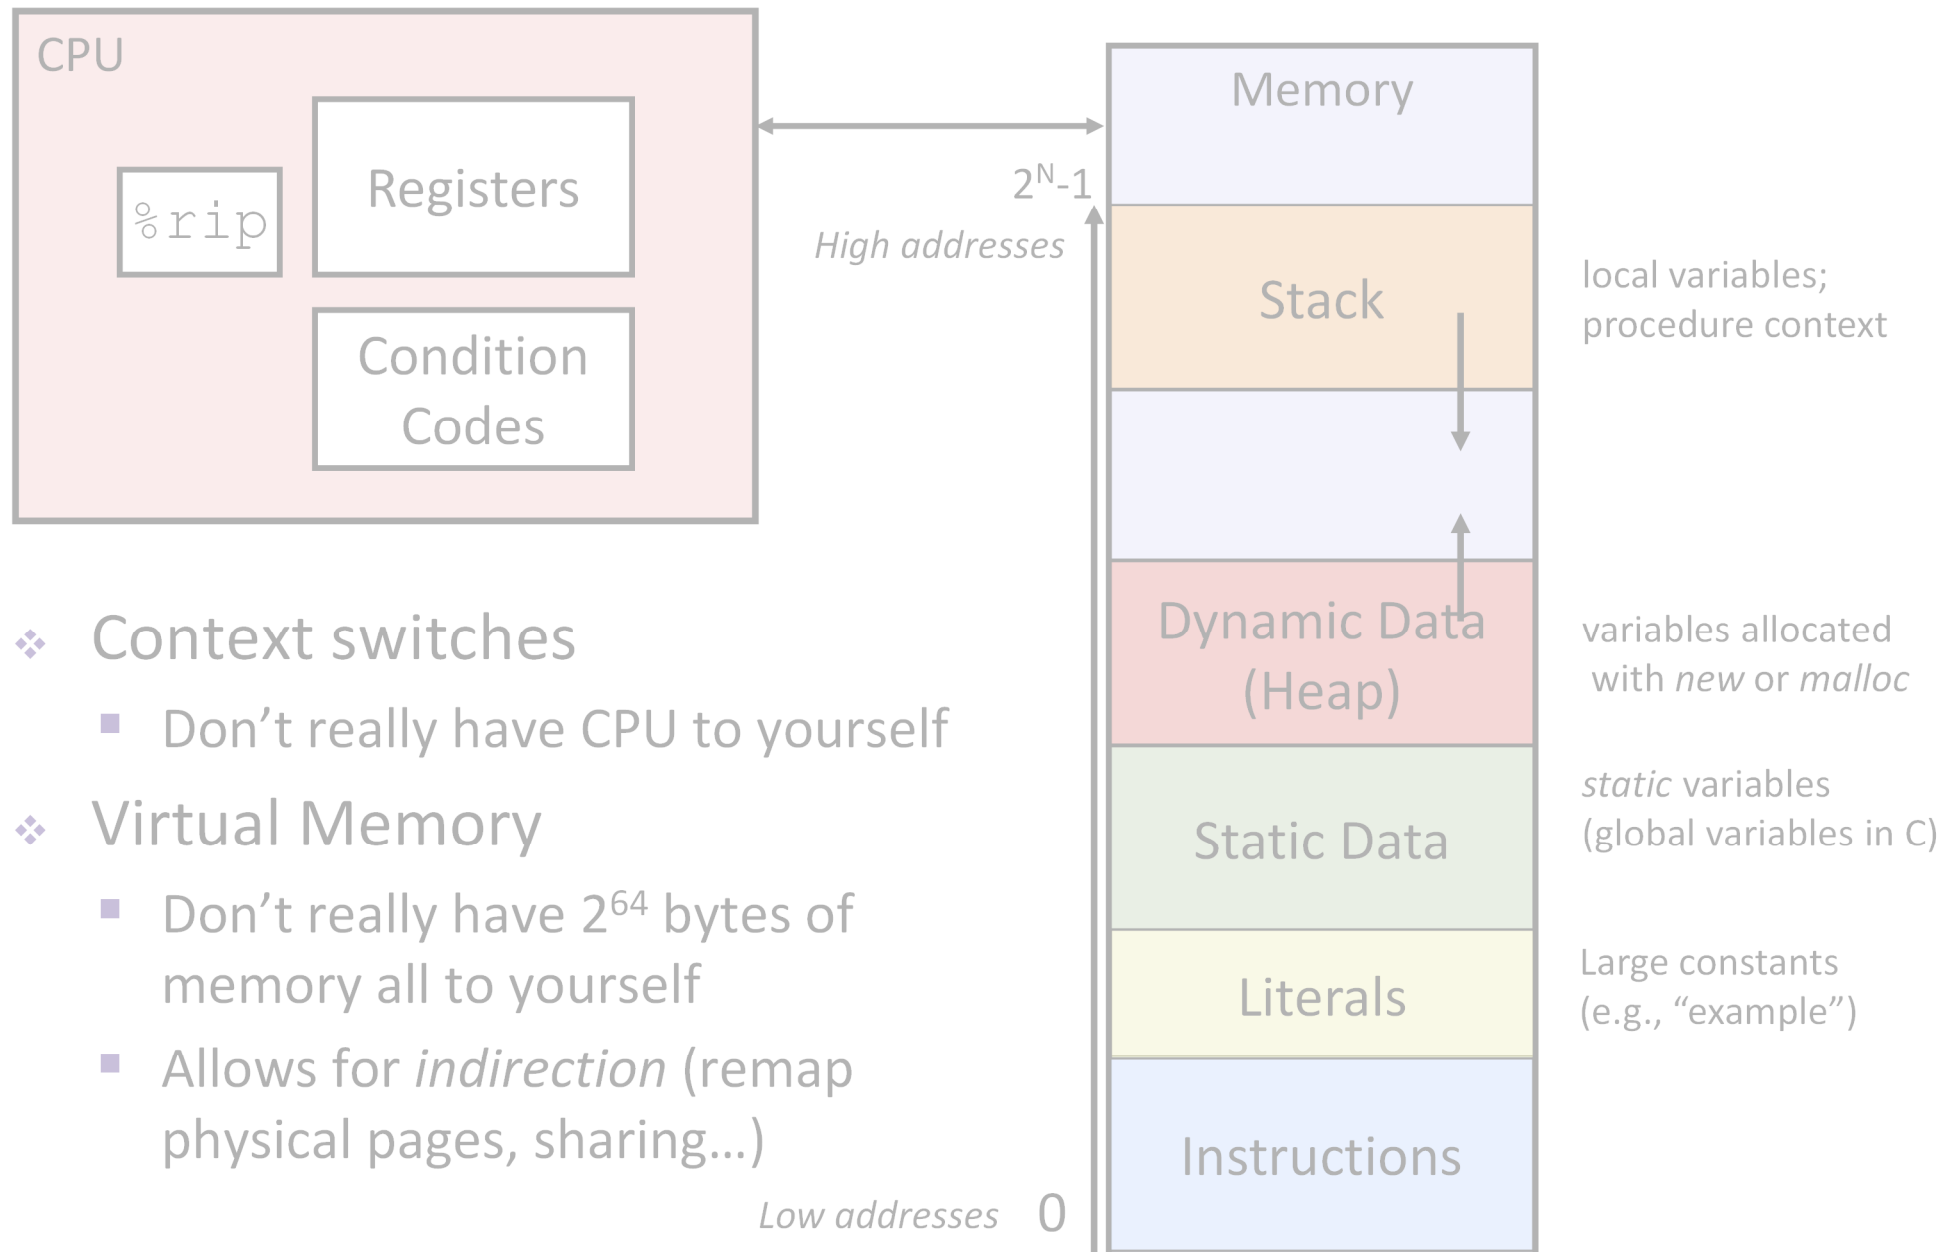 CPU
%rip
Registers
Condition
Codes
Memory
2ᴺ-1
High addresses
Stack
local variables;
procedure context
Dynamic Data
(Heap)
variables allocated
with new or malloc
Static Data
static variables
(global variables in C)
Literals
Large constants
(e.g., “example”)
Instructions
Low addresses 0
❖ Context switches
▪ Don’t really have CPU to yourself
❖ Virtual Memory
▪ Don’t really have 2⁶⁴ bytes of
memory all to yourself
▪ Allows for indirection (remap
physical pages, sharing…)